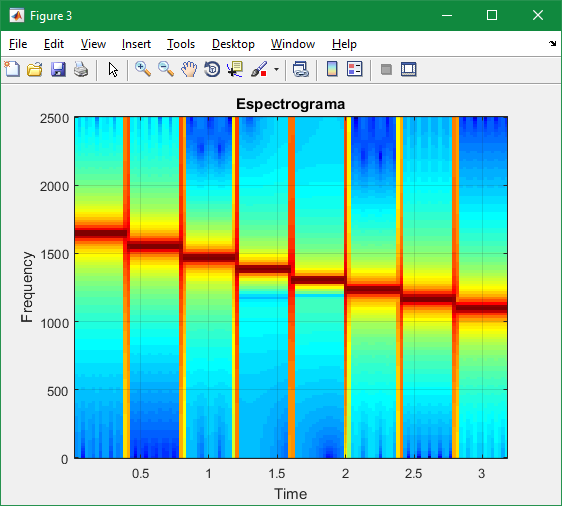 Figure 3
File Edit View Insert Tools Desktop Window Help
Espectrograma
2500
2000
1500
1000
500
0
Frequency
0.5 1 1.5 2 2.5 3
Time